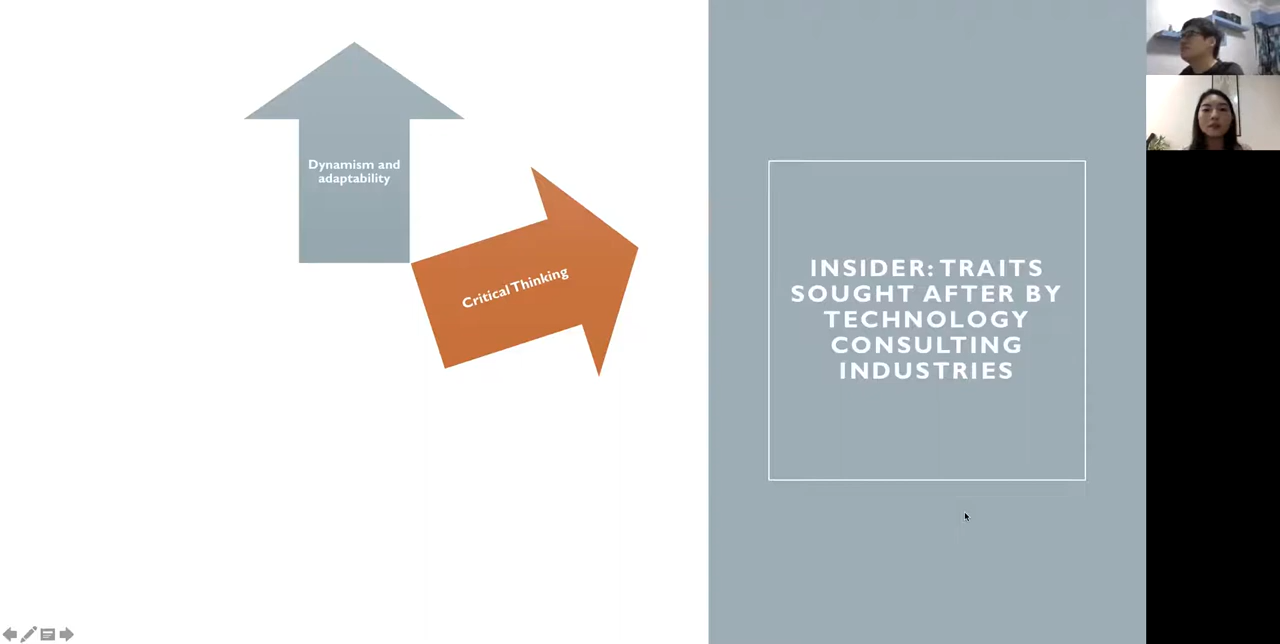 Dynamism and
adaptability
Critical Thinking
INSIDER: TRAITS
SOUGHT AFTER BY
TECHNOLOGY
CONSULTING
INDUSTRIES